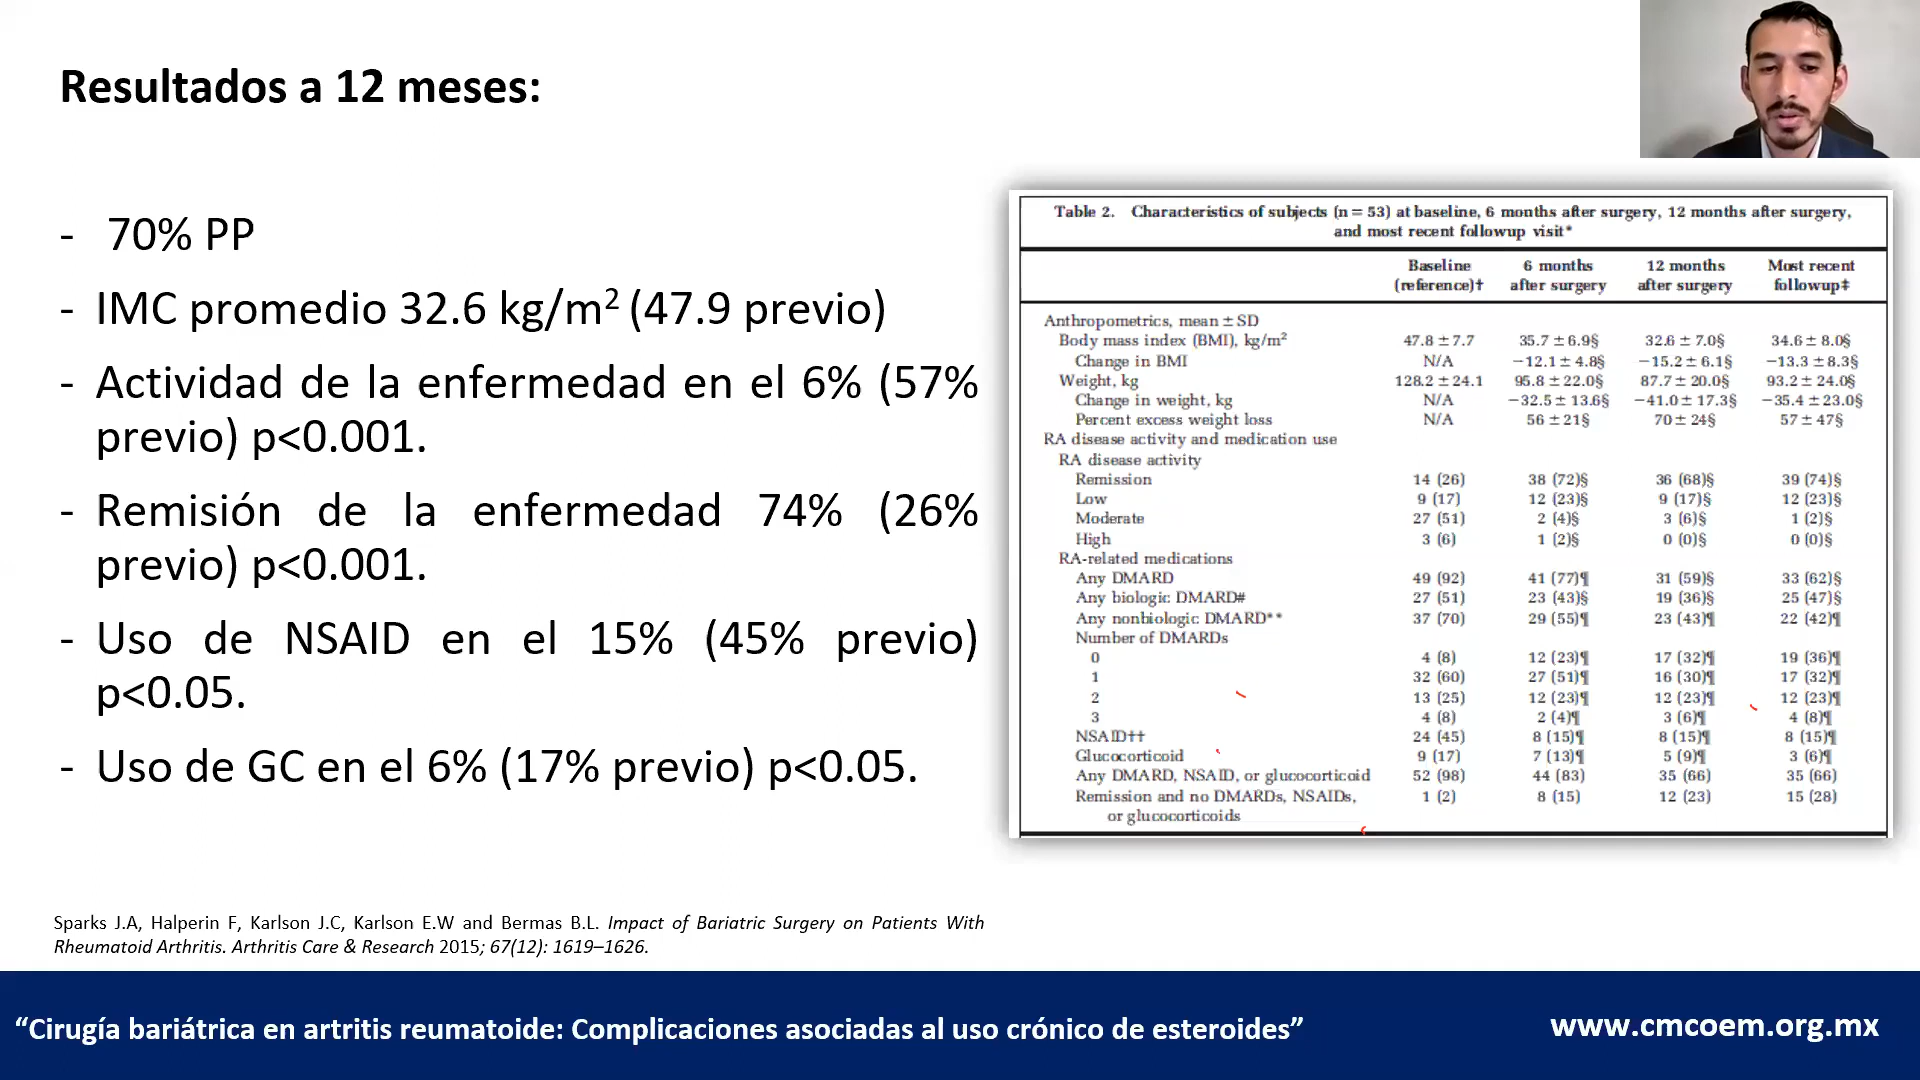 Resultados a 12 meses:
- 70% PP
- IMC promedio 32.6 kg/m² (47.9 previo)
- Actividad de la enfermedad en el 6% (57%
previo) p<0.001.
- Remisión de la enfermedad 74% (26%
previo) p<0.001.
- Uso de NSAID en el 15% (45% previo)
p<0.05.
- Uso de GC en el 6% (17% previo) p<0.05.
Table 2. Characteristics of subjects (n = 53) at baseline, 6 months after surgery, 12 months after surgery,
and most recent followup visit*
Baseline 6 months 12 months Most recent
(reference)† after surgery after surgery followup‡
Anthropometrics, mean ± SD
Body mass index (BMI), kg/m² 47.8 ± 7.7 35.7 ± 6.9§ 32.6 ± 7.0§ 34.6 ± 8.0§
Change in BMI N/A −12.1 ± 4.8§ −15.2 ± 6.1§ −13.3 ± 8.3§
Weight, kg 128.2 ± 24.1 95.8 ± 22.0§ 87.7 ± 20.0§ 93.2 ± 24.0§
Change in weight, kg N/A −32.5 ± 13.6§ −41.0 ± 17.3§ −35.4 ± 23.0§
Percent excess weight loss N/A 56 ± 21§ 70 ± 24§ 57 ± 47§
RA disease activity and medication use
RA disease activity
Remission 14 (26) 38 (72)§ 36 (68)§ 39 (74)§
Low 9 (17) 12 (23)§ 9 (17)§ 12 (23)§
Moderate 27 (51) 2 (4)§ 3 (6)§ 1 (2)§
High 3 (6) 1 (2)§ 0 (0)§ 0 (0)§
RA-related medications
Any DMARD 49 (92) 41 (77)¶ 31 (59)§ 33 (62)§
Any biologic DMARD# 27 (51) 23 (43)§ 19 (36)§ 25 (47)§
Any nonbiologic DMARD** 37 (70) 29 (55)¶ 23 (43)¶ 22 (42)¶
Number of DMARDs
0 4 (8) 12 (23)¶ 17 (32)¶ 19 (36)¶
1 32 (60) 27 (51)¶ 16 (30)¶ 17 (32)¶
2 13 (25) 12 (23)¶ 12 (23)¶ 12 (23)¶
3 4 (8) 2 (4)¶ 3 (6)¶ 4 (8)¶
NSAID†† 24 (45) 8 (15)¶ 8 (15)¶ 8 (15)¶
Glucocorticoid 9 (17) 7 (13)¶ 5 (9)¶ 3 (6)¶
Any DMARD, NSAID, or glucocorticoid 52 (98) 44 (83) 35 (66) 35 (66)
Remission and no DMARDs, NSAIDs, 1 (2) 8 (15) 12 (23) 15 (28)
or glucocorticoids
Sparks J.A, Halperin F, Karlson J.C, Karlson E.W and Bermas B.L. Impact of Bariatric Surgery on Patients With
Rheumatoid Arthritis. Arthritis Care & Research 2015; 67(12): 1619–1626.
“Cirugía bariátrica en artritis reumatoide: Complicaciones asociadas al uso crónico de esteroides”
www.cmcoem.org.mx